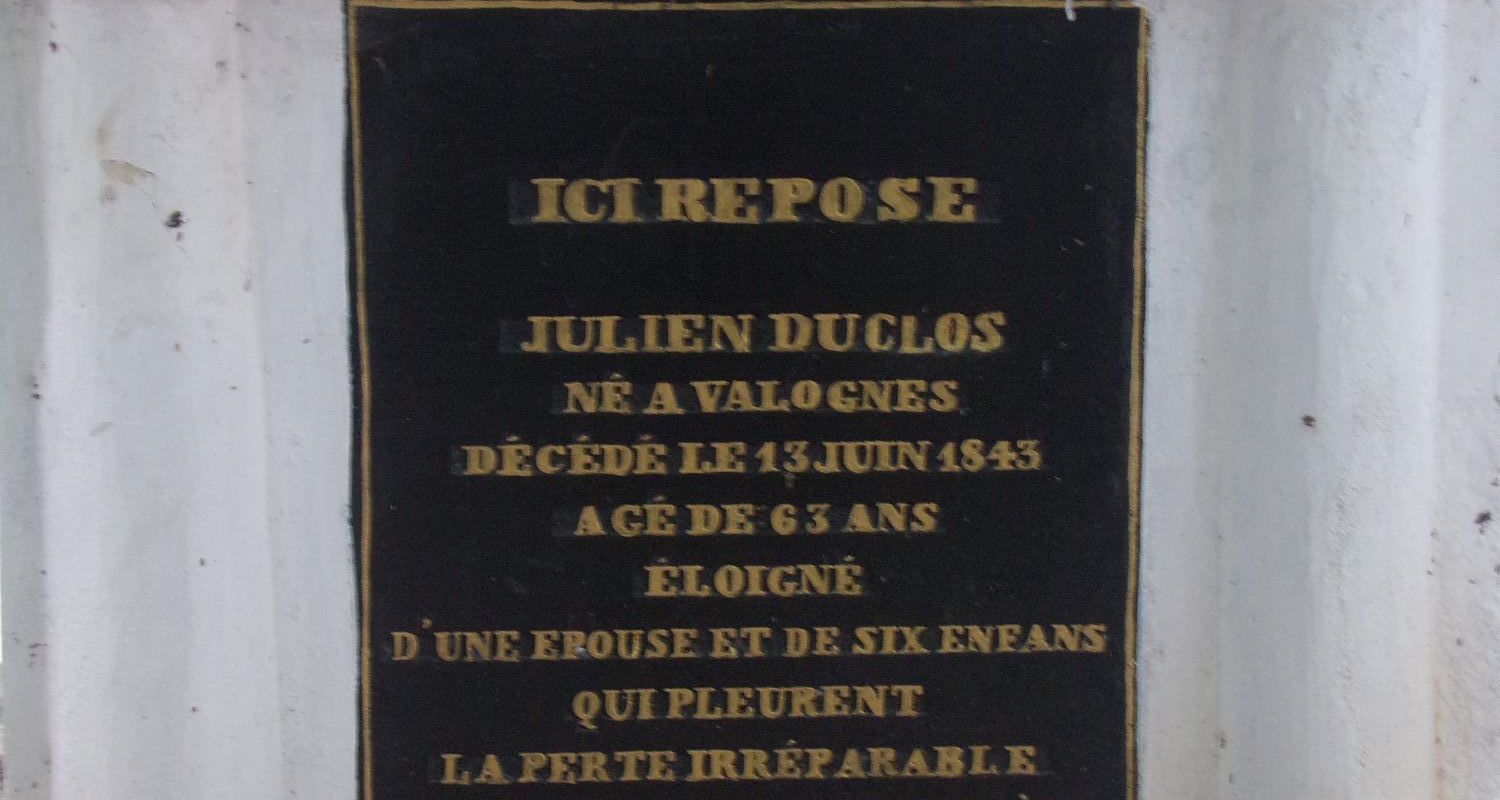 ICI REPOSE
JULIEN DUCLOS
NÉ A VALOGNES
DÉCÉDÉ LE 13 JUIN 1843
AGÉ DE 63 ANS
ÉLOIGNÉ
D'UNE EPOUSE ET DE SIX ENFANS
QUI PLEURENT
LA PERTE IRRÉPARABLE